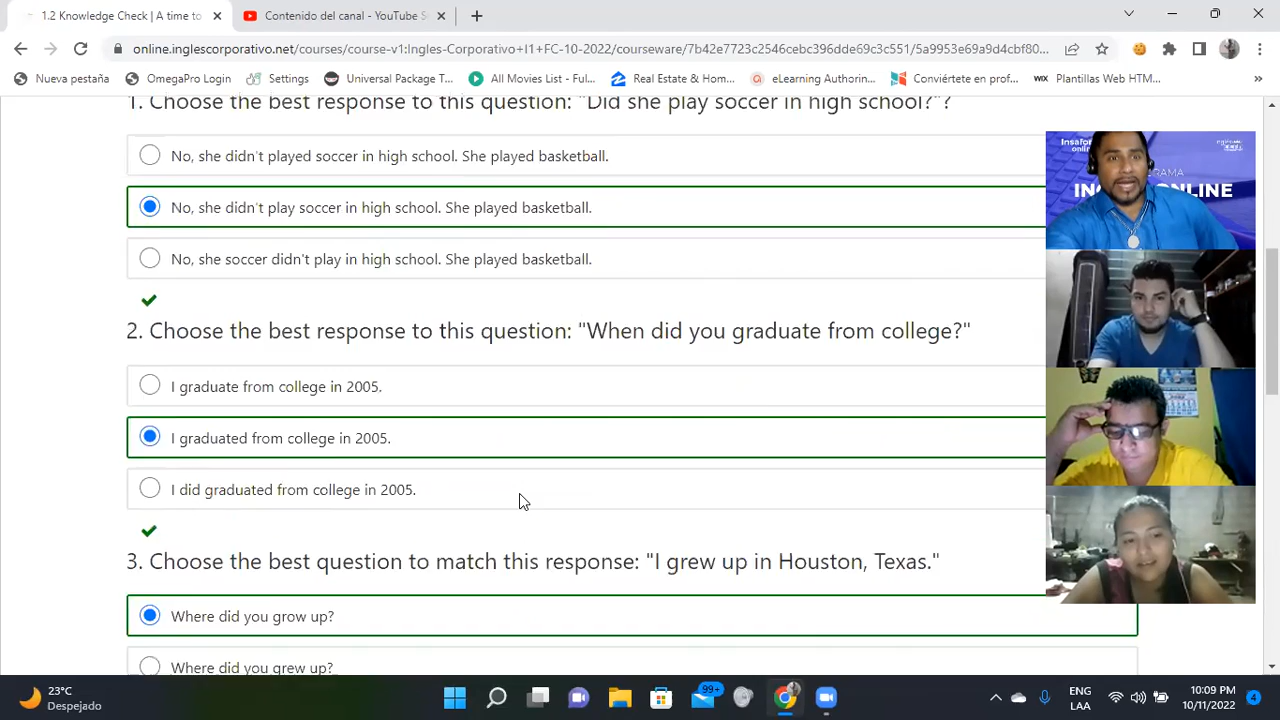 1.2 Knowledge Check | A time to
Contenido del canal - YouTube S
online.inglescorporativo.net/courses/course-v1:Ingles-Corporativo+I1+FC-10-2022/courseware/7b42e7723c2546cebc396dde69c3c551/5a9953e69a9d4cbf80...
Nueva pestaña
OmegaPro Login
Settings
Universal Package T...
All Movies List - Ful...
Real Estate & Hom...
eLearning Authorin...
Conviértete en prof...
WIX Plantillas Web HTM...
1. Choose the best response to this question: "Did she play soccer in high school?"?
No, she didn't played soccer in high school. She played basketball.
No, she didn't play soccer in high school. She played basketball.
No, she soccer didn't play in high school. She played basketball.
2. Choose the best response to this question: "When did you graduate from college?"
I graduate from college in 2005.
I graduated from college in 2005.
I did graduated from college in 2005.
3. Choose the best question to match this response: "I grew up in Houston, Texas."
Where did you grow up?
Where did you grew up?
23°C
Despejado
99+
ENG
LAA
10:09 PM
10/11/2022
4